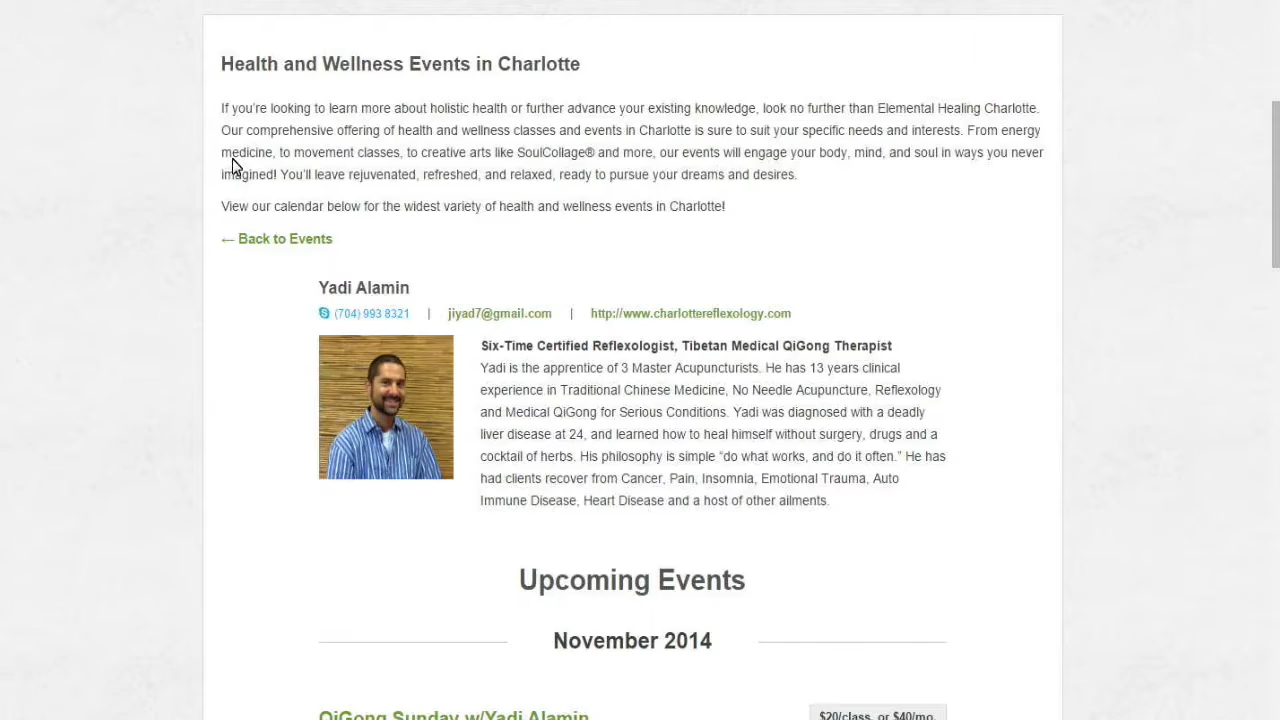 Health and Wellness Events in Charlotte
If you're looking to learn more about holistic health or further advance your existing knowledge, look no further than Elemental Healing Charlotte.
Our comprehensive offering of health and wellness classes and events in Charlotte is sure to suit your specific needs and interests. From energy
medicine, to movement classes, to creative arts like SoulCollage® and more, our events will engage your body, mind, and soul in ways you never
imagined! You'll leave rejuvenated, refreshed, and relaxed, ready to pursue your dreams and desires.
View our calendar below for the widest variety of health and wellness events in Charlotte!
← Back to Events
Yadi Alamin
(704) 993 8321 | jiyad7@gmail.com | http://www.charlottereflexology.com
Six-Time Certified Reflexologist, Tibetan Medical QiGong Therapist
Yadi is the apprentice of 3 Master Acupuncturists. He has 13 years clinical
experience in Traditional Chinese Medicine, No Needle Acupuncture, Reflexology
and Medical QiGong for Serious Conditions. Yadi was diagnosed with a deadly
liver disease at 24, and learned how to heal himself without surgery, drugs and a
cocktail of herbs. His philosophy is simple “do what works, and do it often.” He has
had clients recover from Cancer, Pain, Insomnia, Emotional Trauma, Auto
Immune Disease, Heart Disease and a host of other ailments.
Upcoming Events
November 2014
QiGong Sunday w/Yadi Alamin $20/class, or $40/mo.